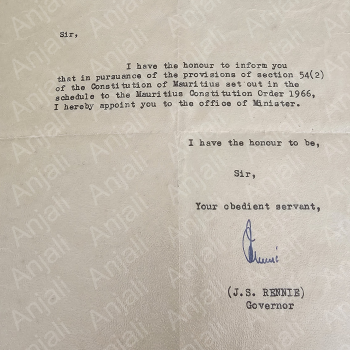 Sir,
I have the honour to inform you
that in pursuance of the provisions of section 54(2)
of the Constitution of Mauritius set out in the
schedule to the Mauritius Constitution Order 1966,
I hereby appoint you to the office of Minister.
I have the honour to be,
Sir,
Your obedient servant,
(J.S. RENNIE)
Governor